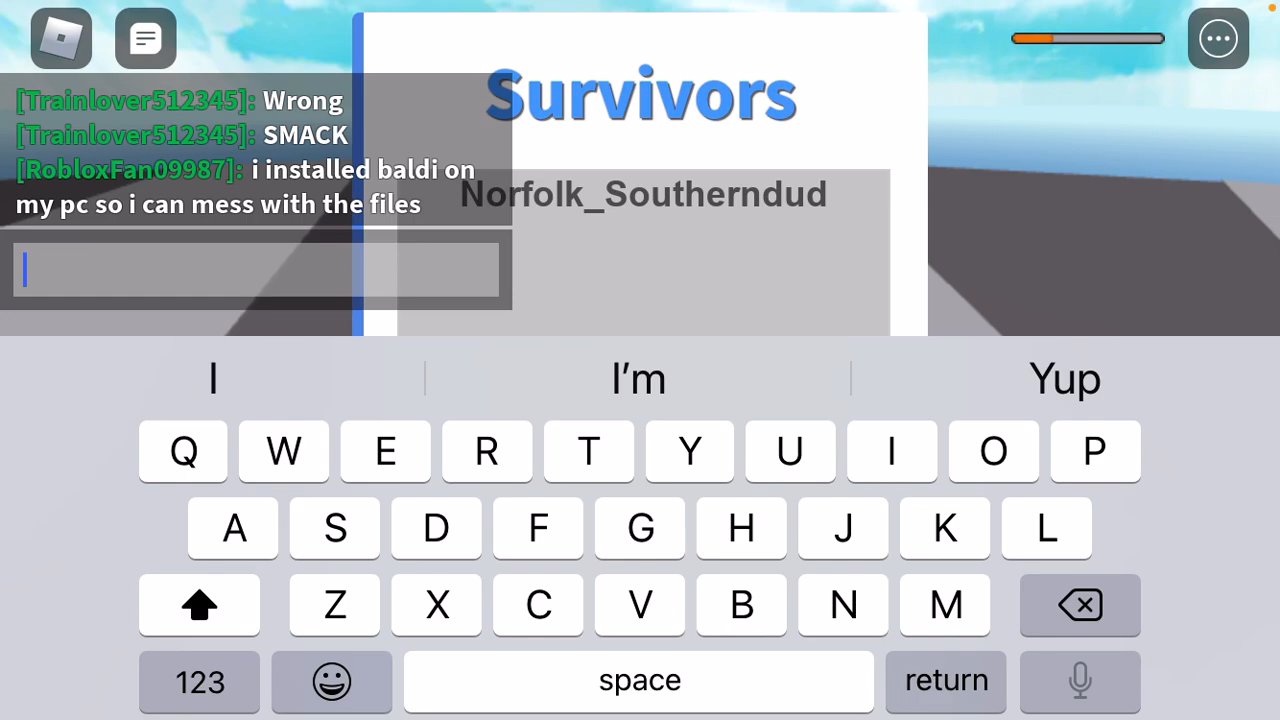 Survivors
[Trainlover512345]: Wrong
[Trainlover512345]: SMACK
[RobloxFan09987]: i installed baldi on
my pc so i can mess with the files
Norfolk_Southerndud
I I’m Yup
Q W E R T Y U I O P
A S D F G H J K L
Z X C V B N M
123 space return